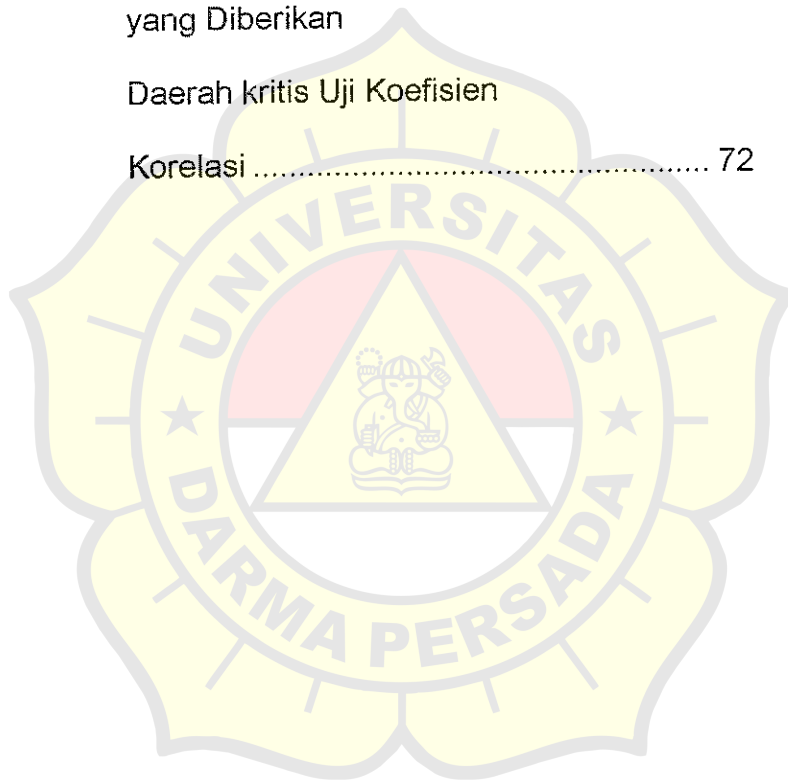 yang Diberikan
Daerah kritis Uji Koefisien
Korelasi .................................................. 72
UNIVERSITAS
DARMA PERSADA